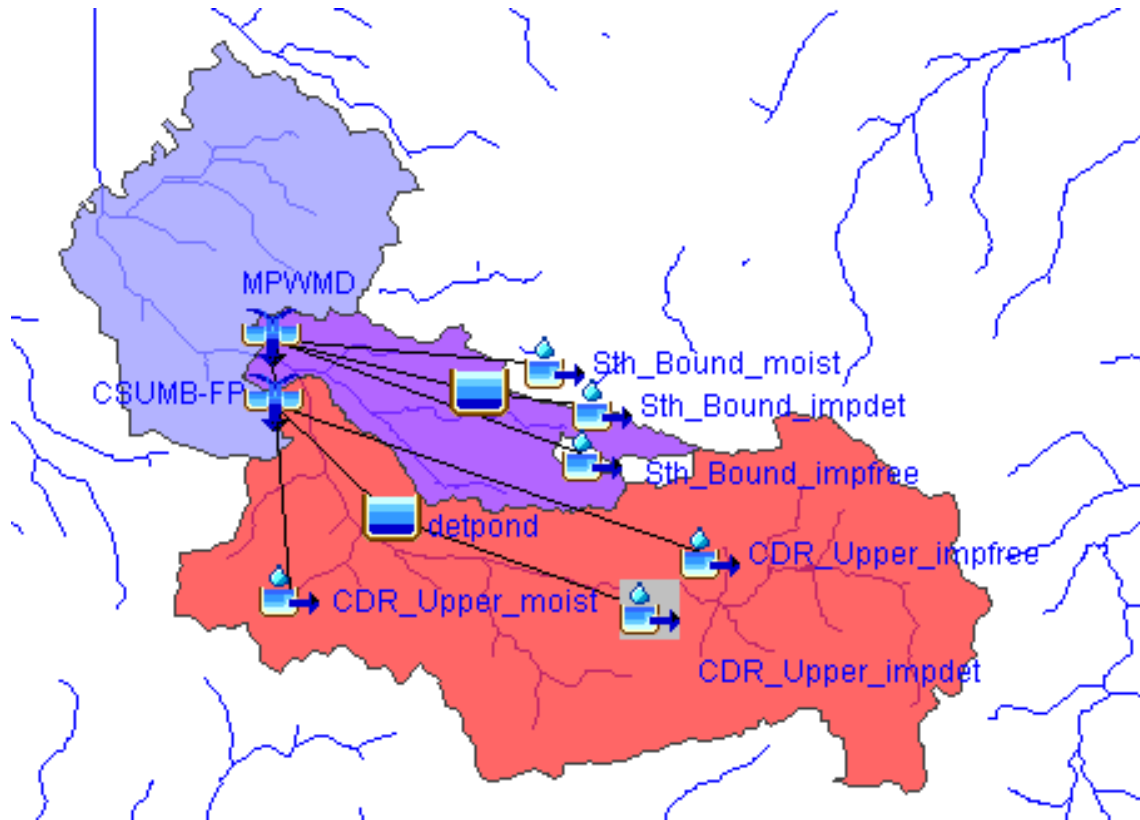 MPWMD
Sth_Bound_moist
CSUMB-FP
Sth_Bound_impdet
Sth_Bound_impfree
detpond
CDR_Upper_impfree
CDR_Upper_moist
CDR_Upper_impdet